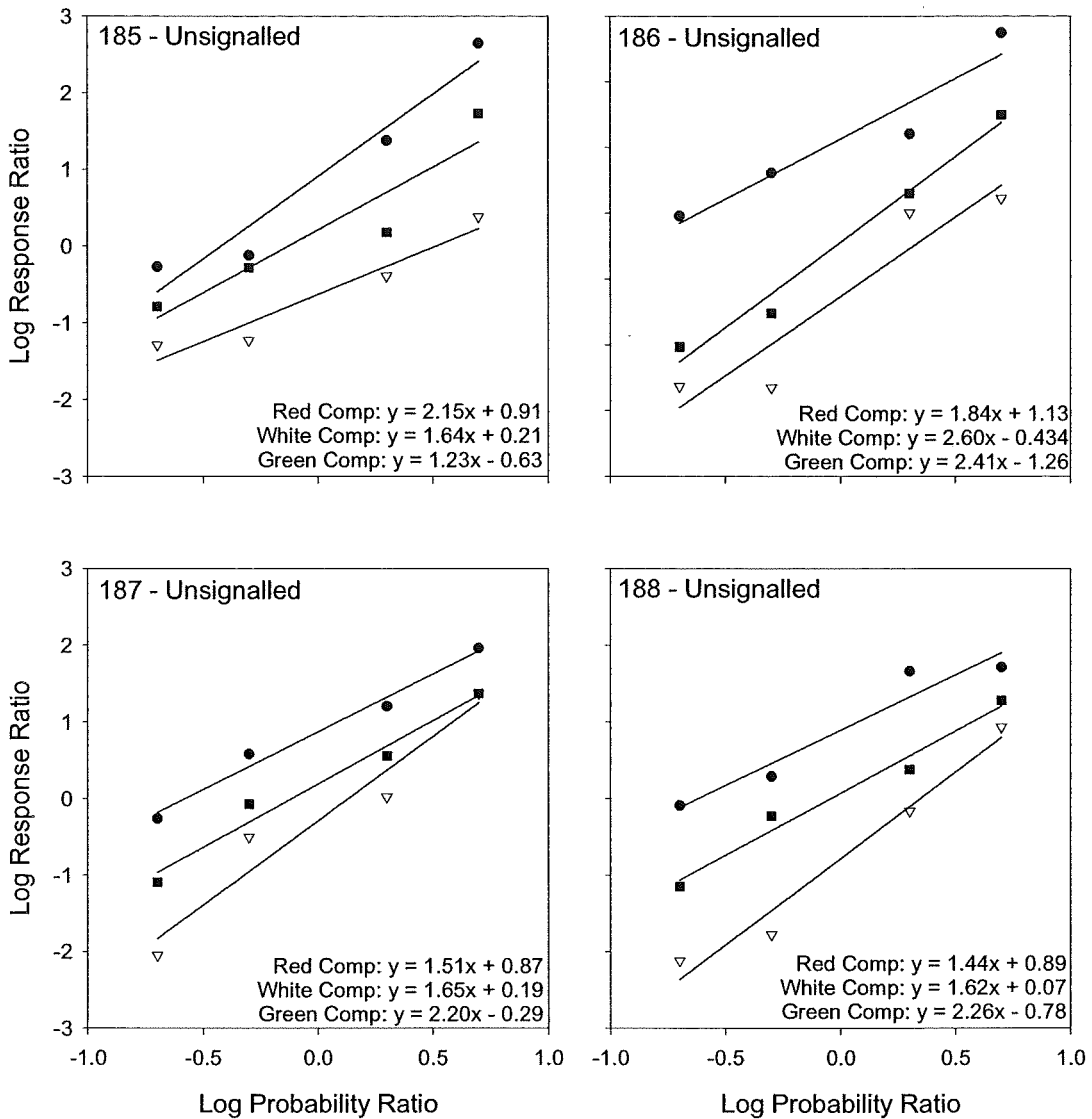 3
185 - Unsignalled
186 - Unsignalled
2
1
0
-1
-2
-3
Log Response Ratio
Red Comp: y = 2.15x + 0.91
White Comp: y = 1.64x + 0.21
Green Comp: y = 1.23x - 0.63
Red Comp: y = 1.84x + 1.13
White Comp: y = 2.60x - 0.434
Green Comp: y = 2.41x - 1.26
3
187 - Unsignalled
188 - Unsignalled
2
1
0
-1
-2
-3
Log Response Ratio
Red Comp: y = 1.51x + 0.87
White Comp: y = 1.65x + 0.19
Green Comp: y = 2.20x - 0.29
Red Comp: y = 1.44x + 0.89
White Comp: y = 1.62x + 0.07
Green Comp: y = 2.26x - 0.78
-1.0 -0.5 0.0 0.5 1.0
-1.0 -0.5 0.0 0.5 1.0
Log Probability Ratio
Log Probability Ratio